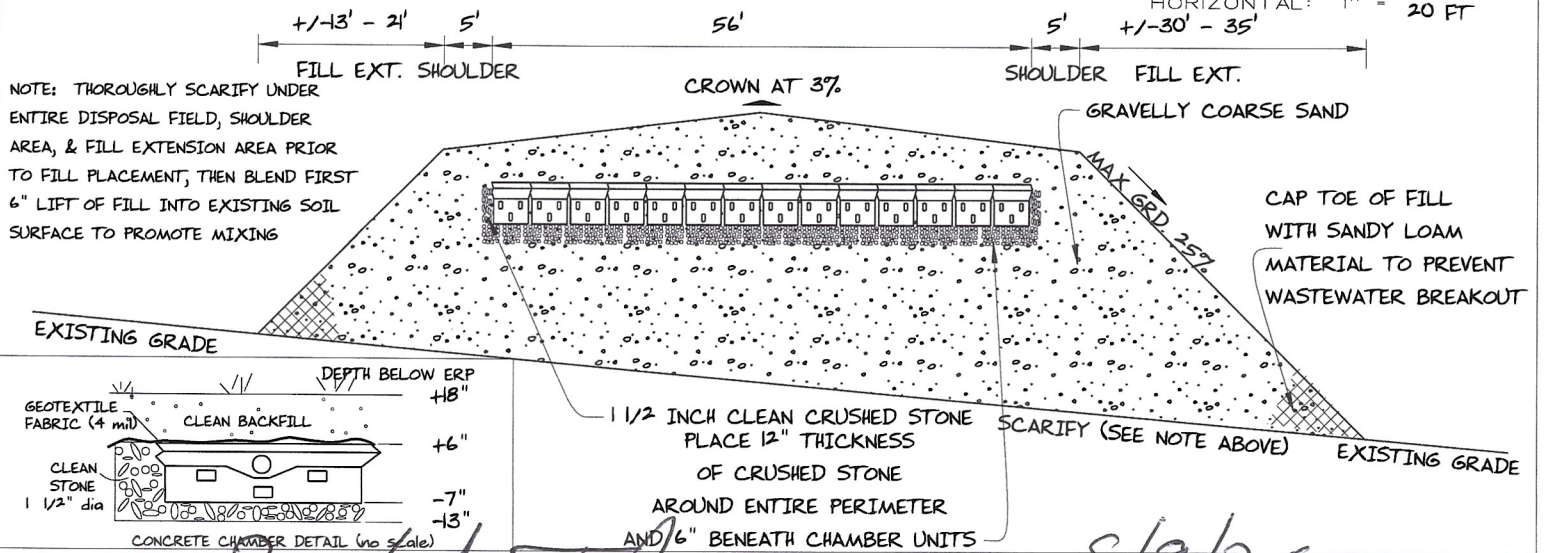 HORIZONTAL: 1" = 20 FT
+/-13' - 21' 5' 56' 5' +/-30' - 35'
FILL EXT. SHOULDER SHOULDER FILL EXT.
CROWN AT 3%
GRAVELLY COARSE SAND
NOTE: THOROUGHLY SCARIFY UNDER
ENTIRE DISPOSAL FIELD, SHOULDER
AREA, & FILL EXTENSION AREA PRIOR
TO FILL PLACEMENT, THEN BLEND FIRST
6" LIFT OF FILL INTO EXISTING SOIL
SURFACE TO PROMOTE MIXING
MAX GRD 25%
CAP TOE OF FILL
WITH SANDY LOAM
MATERIAL TO PREVENT
WASTEWATER BREAKOUT
EXISTING GRADE
DEPTH BELOW ERP
+18"
GEOTEXTILE
FABRIC (4 mil)
CLEAN BACKFILL
+6"
CLEAN
STONE
1 1/2" dia
-7"
-13"
CONCRETE CHAMBER DETAIL (no scale)
1 1/2 INCH CLEAN CRUSHED STONE
PLACE 12" THICKNESS
OF CRUSHED STONE
AROUND ENTIRE PERIMETER
AND 6" BENEATH CHAMBER UNITS
SCARIFY (SEE NOTE ABOVE)
EXISTING GRADE